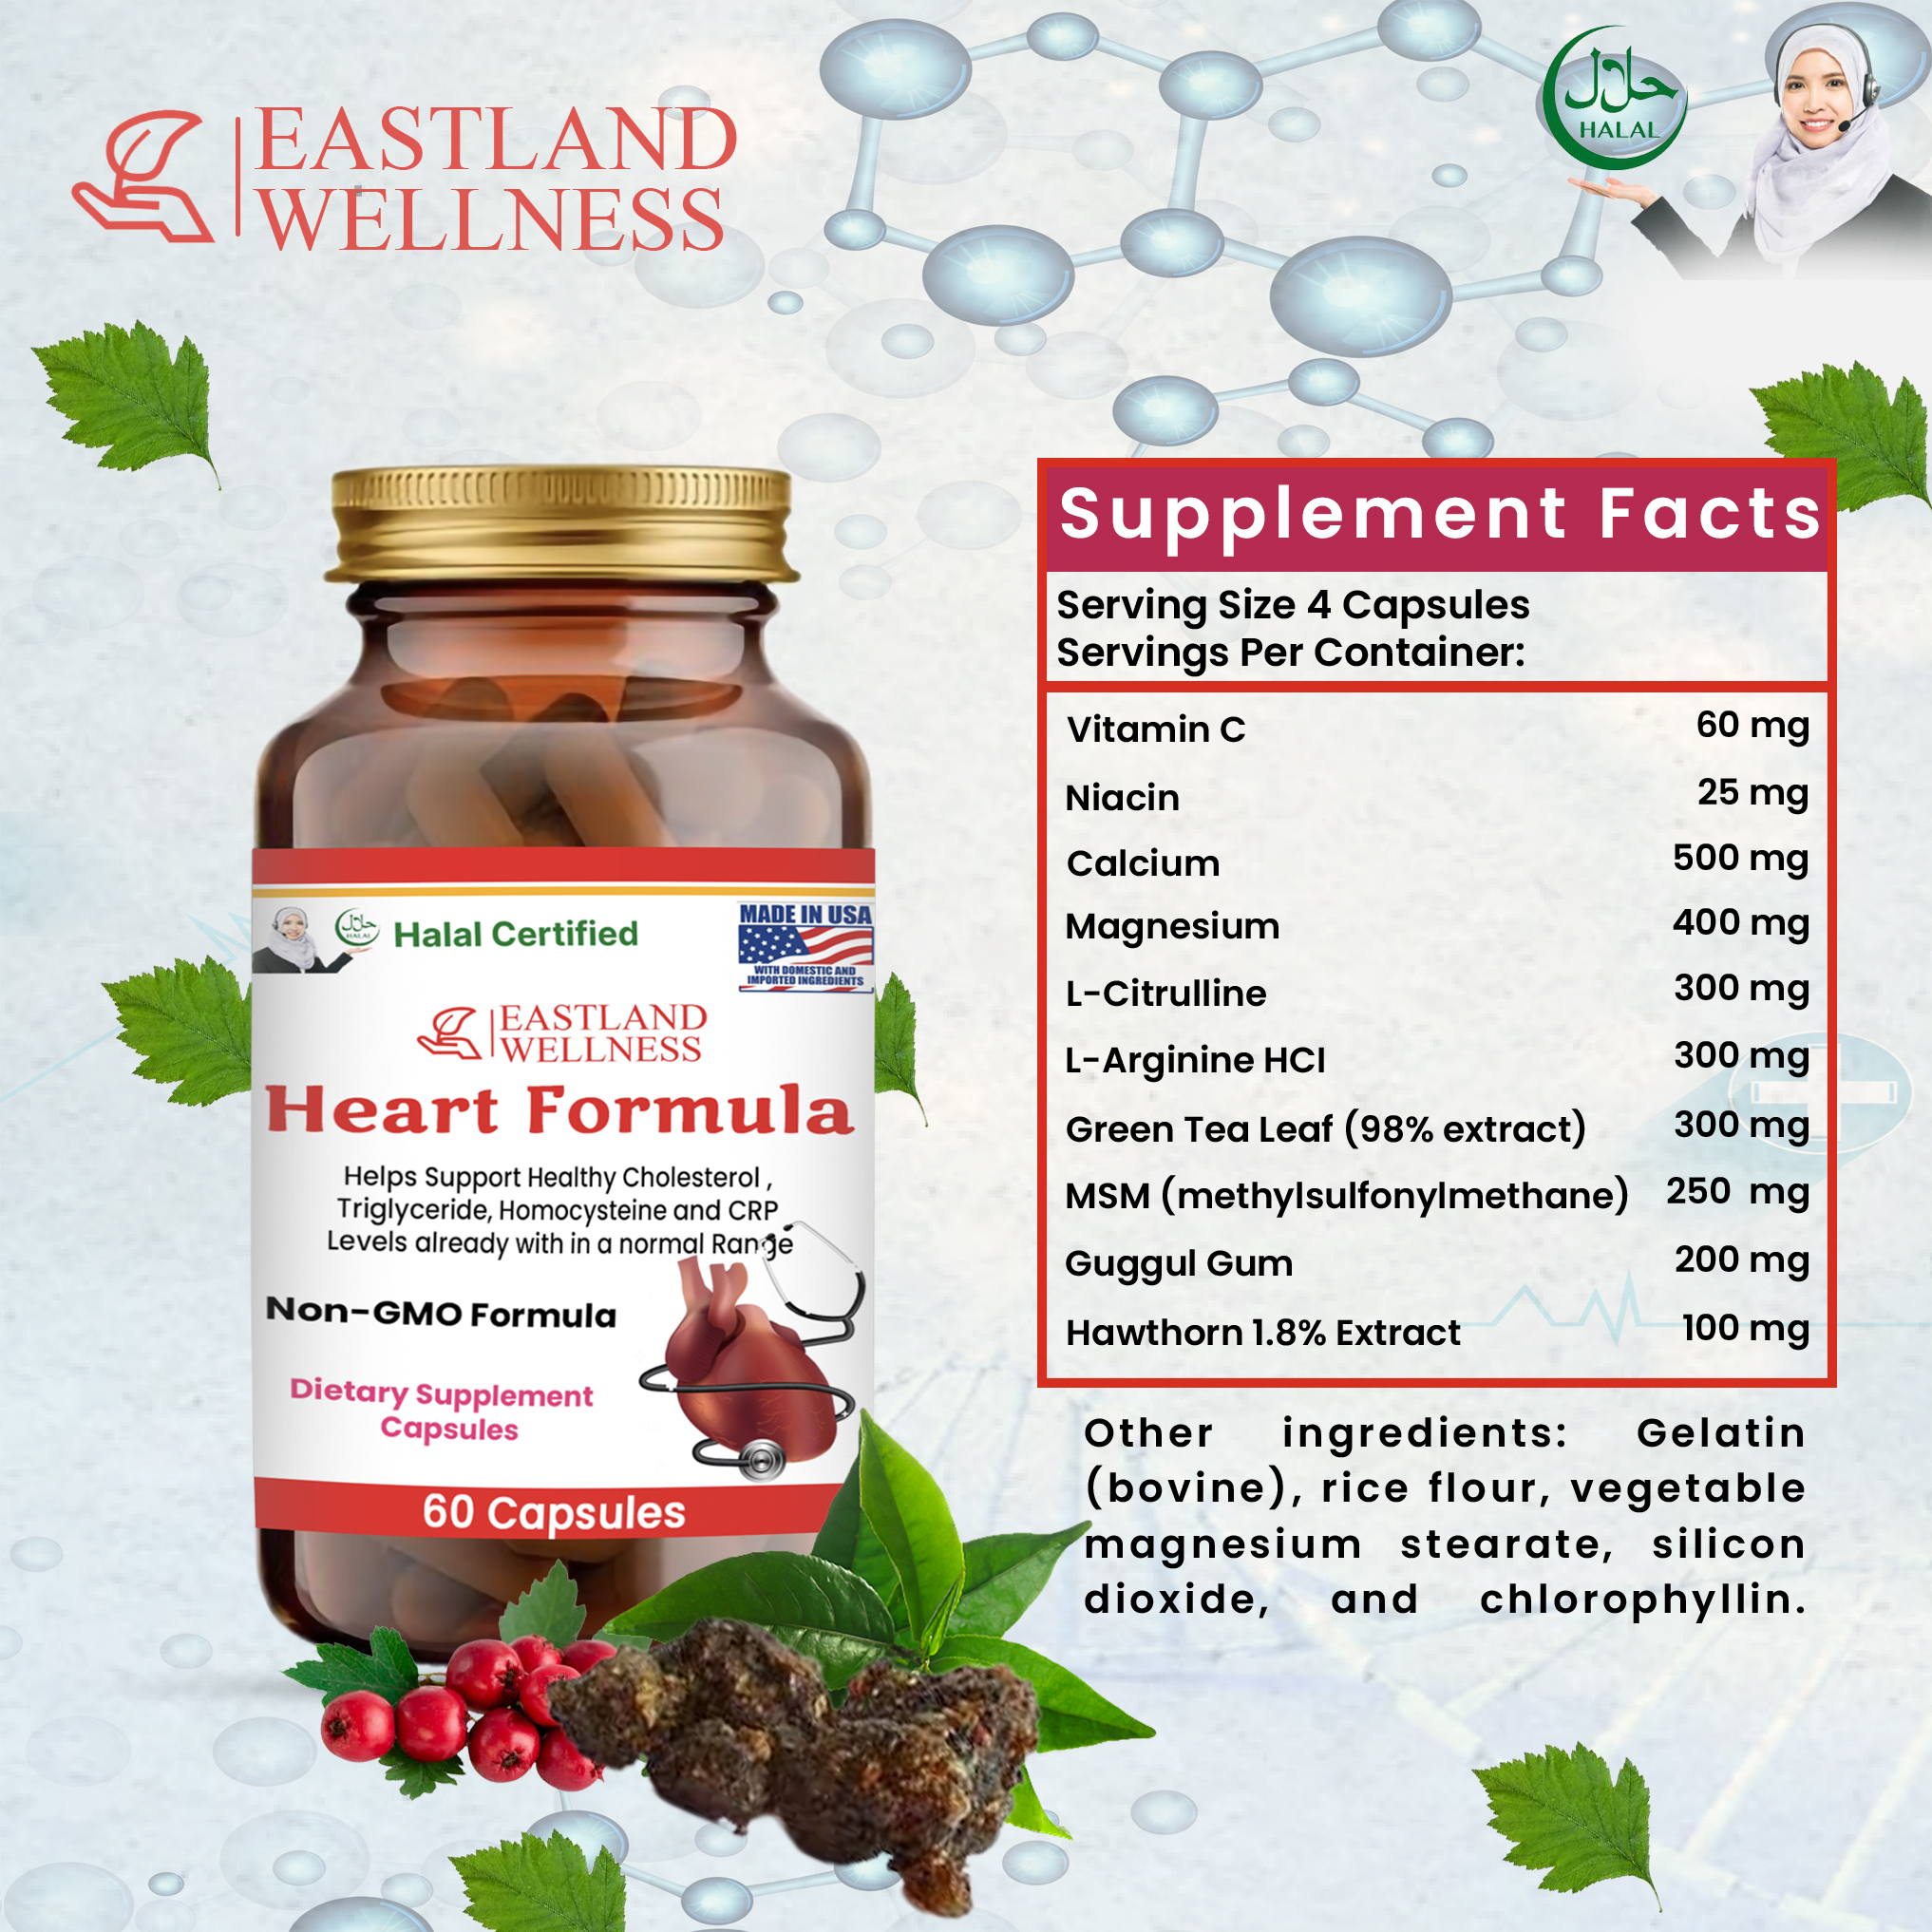 EASTLAND
WELLNESS
حلال
HALAL
Supplement Facts
Serving Size 4 Capsules
Servings Per Container:
Vitamin C 60 mg
Niacin 25 mg
Calcium 500 mg
Magnesium 400 mg
L-Citrulline 300 mg
L-Arginine HCI 300 mg
Green Tea Leaf (98% extract) 300 mg
MSM (methylsulfonylmethane) 250 mg
Guggul Gum 200 mg
Hawthorn 1.8% Extract 100 mg
Other ingredients: Gelatin
(bovine), rice flour, vegetable
magnesium stearate, silicon
dioxide, and chlorophyllin.
حلال
HALAL
Halal Certified
MADE IN USA
WITH DOMESTIC AND
IMPORTED INGREDIENTS
EASTLAND
WELLNESS
Heart Formula
Helps Support Healthy Cholesterol ,
Triglyceride, Homocysteine and CRP
Levels already with in a normal Range
Non-GMO Formula
Dietary Supplement
Capsules
60 Capsules